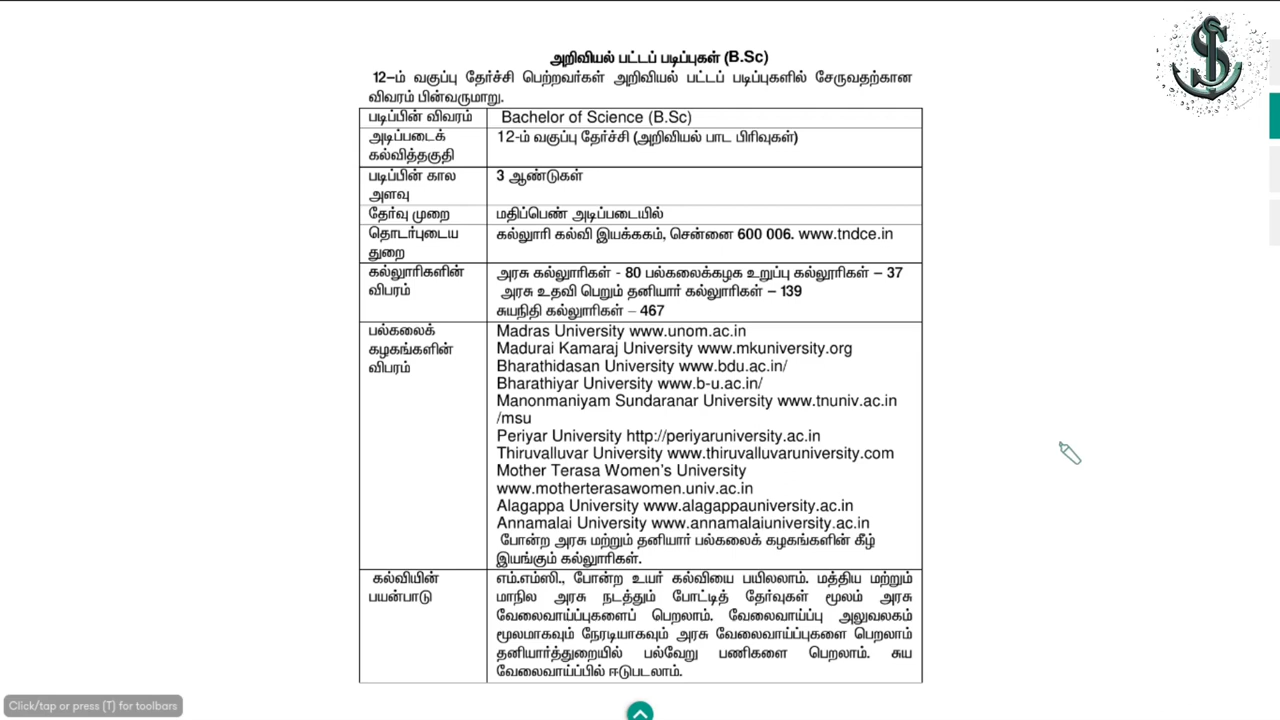 அறிவியல் பட்டப் படிப்புகள் (B.Sc)
12–ம் வகுப்பு தேர்ச்சி பெற்றவர்கள் அறிவியல் பட்டப் படிப்புகளில் சேருவதற்கான
விவரம் பின்வருமாறு.
படிப்பின் விவரம்
Bachelor of Science (B.Sc)
அடிப்படைக்
கல்வித்தகுதி
12-ம் வகுப்பு தேர்ச்சி (அறிவியல் பாட பிரிவுகள்)
படிப்பின் கால
அளவு
3 ஆண்டுகள்
தேர்வு முறை
மதிப்பெண் அடிப்படையில்
தொடர்புடைய
துறை
கல்லூரி கல்வி இயக்ககம், சென்னை 600 006. www.tndce.in
கல்லூரிகளின்
விபரம்
அரசு கல்லூரிகள் - 80 பல்கலைக்கழக உறுப்பு கல்லூரிகள் – 37
அரசு உதவி பெறும் தனியார் கல்லூரிகள் – 139
சுயநிதி கல்லூரிகள் – 467
பல்கலைக்
கழகங்களின்
விபரம்
Madras University www.unom.ac.in
Madurai Kamaraj University www.mkuniversity.org
Bharathidasan University www.bdu.ac.in/
Bharathiyar University www.b-u.ac.in/
Manonmaniyam Sundaranar University www.tnuniv.ac.in
/msu
Periyar University http://periyaruniversity.ac.in
Thiruvalluvar University www.thiruvalluvaruniversity.com
Mother Terasa Women's University
www.motherterasawomen.univ.ac.in
Alagappa University www.alagappauniversity.ac.in
Annamalai University www.annamalaiuniversity.ac.in
போன்ற அரசு மற்றும் தனியார் பல்கலைக் கழகங்களின் கீழ்
இயங்கும் கல்லூரிகள்.
கல்வியின்
பயன்பாடு
எம்.எம்ஸி., போன்ற உயர் கல்வியை பயிலலாம். மத்திய மற்றும்
மாநில அரசு நடத்தும் போட்டித் தேர்வுகள் மூலம் அரசு
வேலைவாய்ப்புகளைப் பெறலாம். வேலைவாய்ப்பு அலுவலகம்
மூலமாகவும் நேரடியாகவும் அரசு வேலைவாய்ப்புகளை பெறலாம்
தனியார்த்துறையில் பல்வேறு பணிகளை பெறலாம். சுய
வேலைவாய்ப்பில் ஈடுபடலாம்.
Click/tap or press (T) for toolbars